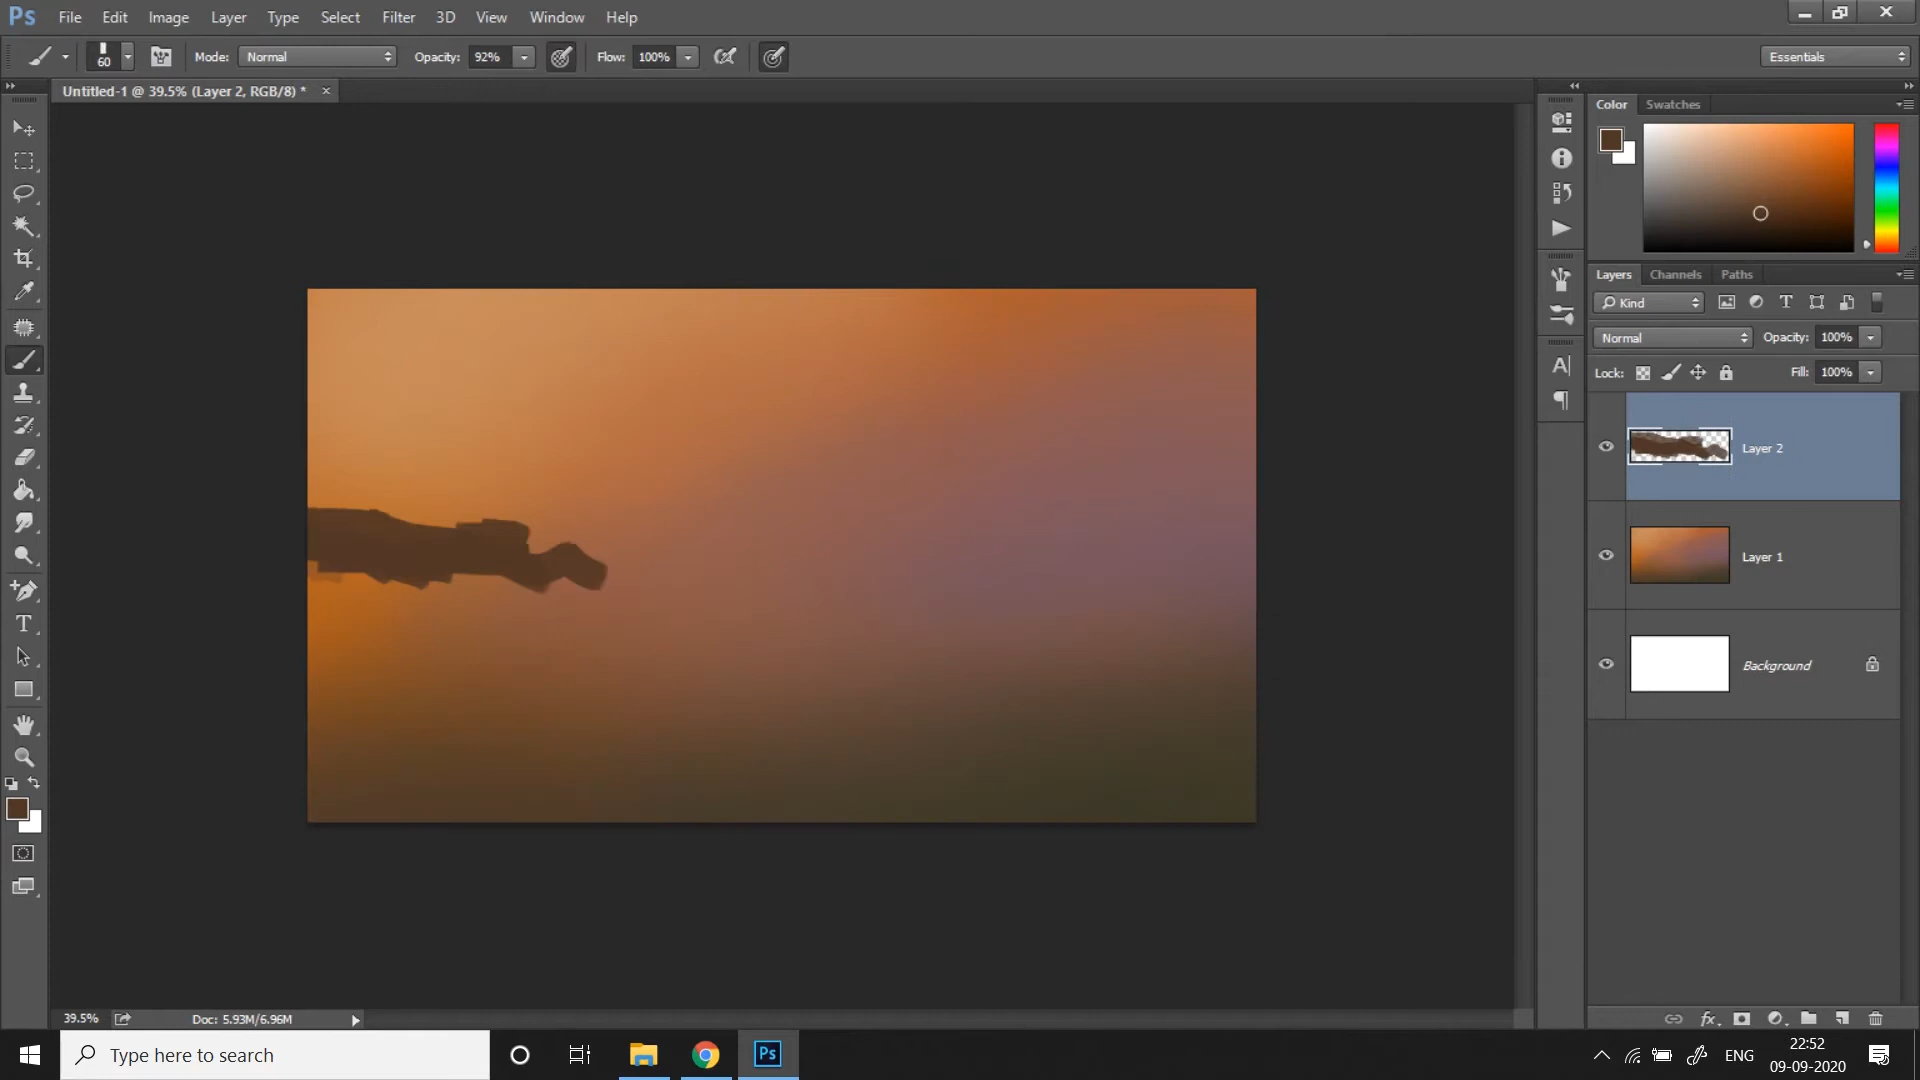 Ps File Edit Image Layer Type Select Filter 3D View Window Help
60 Mode: Normal Opacity: 92% Flow: 100% Essentials
Untitled-1 @ 39.5% (Layer 2, RGB/8) *
Color Swatches
Layers Channels Paths
Kind
Normal Opacity: 100%
Lock: Fill: 100%
Layer 2
Layer 1
Background
39.5% Doc: 5.93M/6.96M
Type here to search
Ps
ENG
22:52
09-09-2020